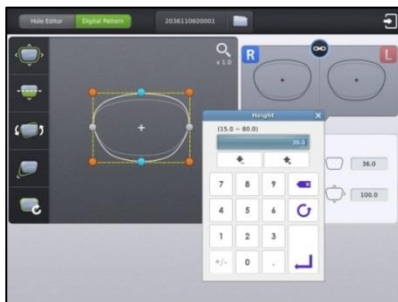 Hole Editor Digital Pattern 2036110600001
x 1.0
R L
Height
(15.0 ~ 80.0)
36.0
7 8 9
4 5 6
1 2 3
+/- 0 .
36.0
100.0